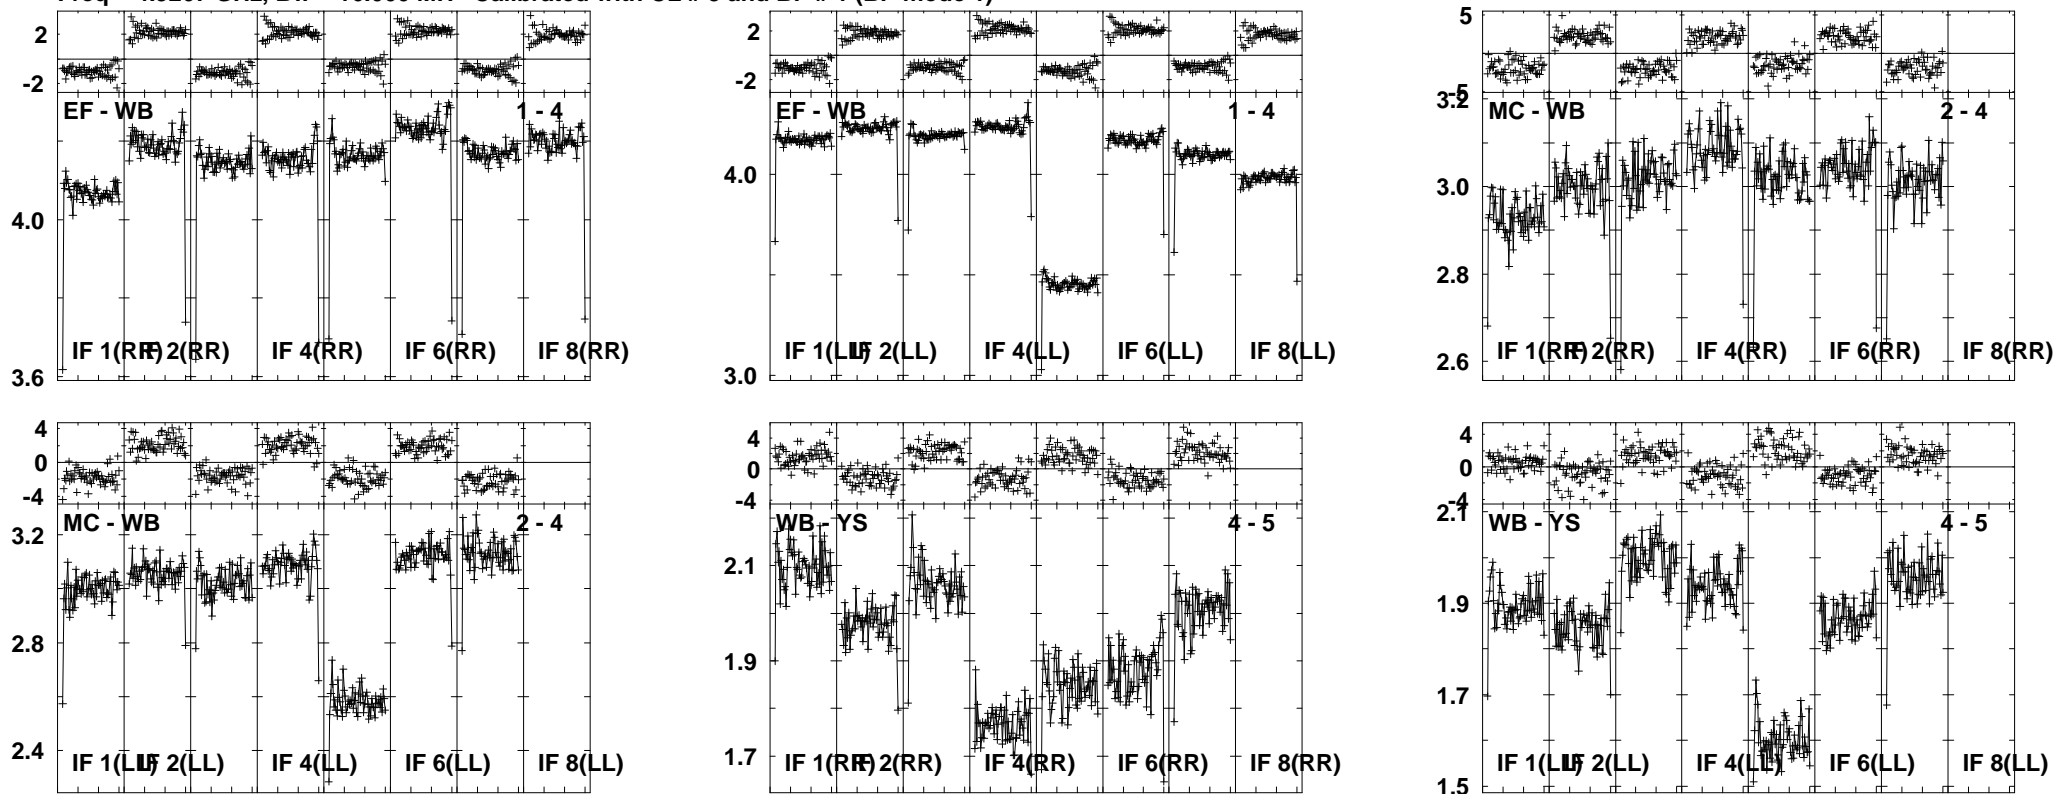 2
-2
EF - WB 1 - 4
4.0
3.6
IF 1(RR) IF 2(RR) IF 4(RR) IF 6(RR) IF 8(RR)
2
-2
EF - WB 1 - 4
4.0
3.0
IF 1(LL) IF 2(LL) IF 4(LL) IF 6(LL) IF 8(LL)
5
-5
3.2
MC - WB 2 - 4
3.0
2.8
2.6
IF 1(RR) IF 2(RR) IF 4(RR) IF 6(RR) IF 8(RR)
4
0
-4
MC - WB 2 - 4
3.2
2.8
2.4
IF 1(LL) IF 2(LL) IF 4(LL) IF 6(LL) IF 8(LL)
4
0
-4
WB - YS 4 - 5
2.1
1.9
1.7
IF 1(RR) IF 2(RR) IF 4(RR) IF 6(RR) IF 8(RR)
4
0
-4
2.1
WB - YS 4 - 5
1.9
1.7
1.5
IF 1(LL) IF 2(LL) IF 4(LL) IF 6(LL) IF 8(LL)